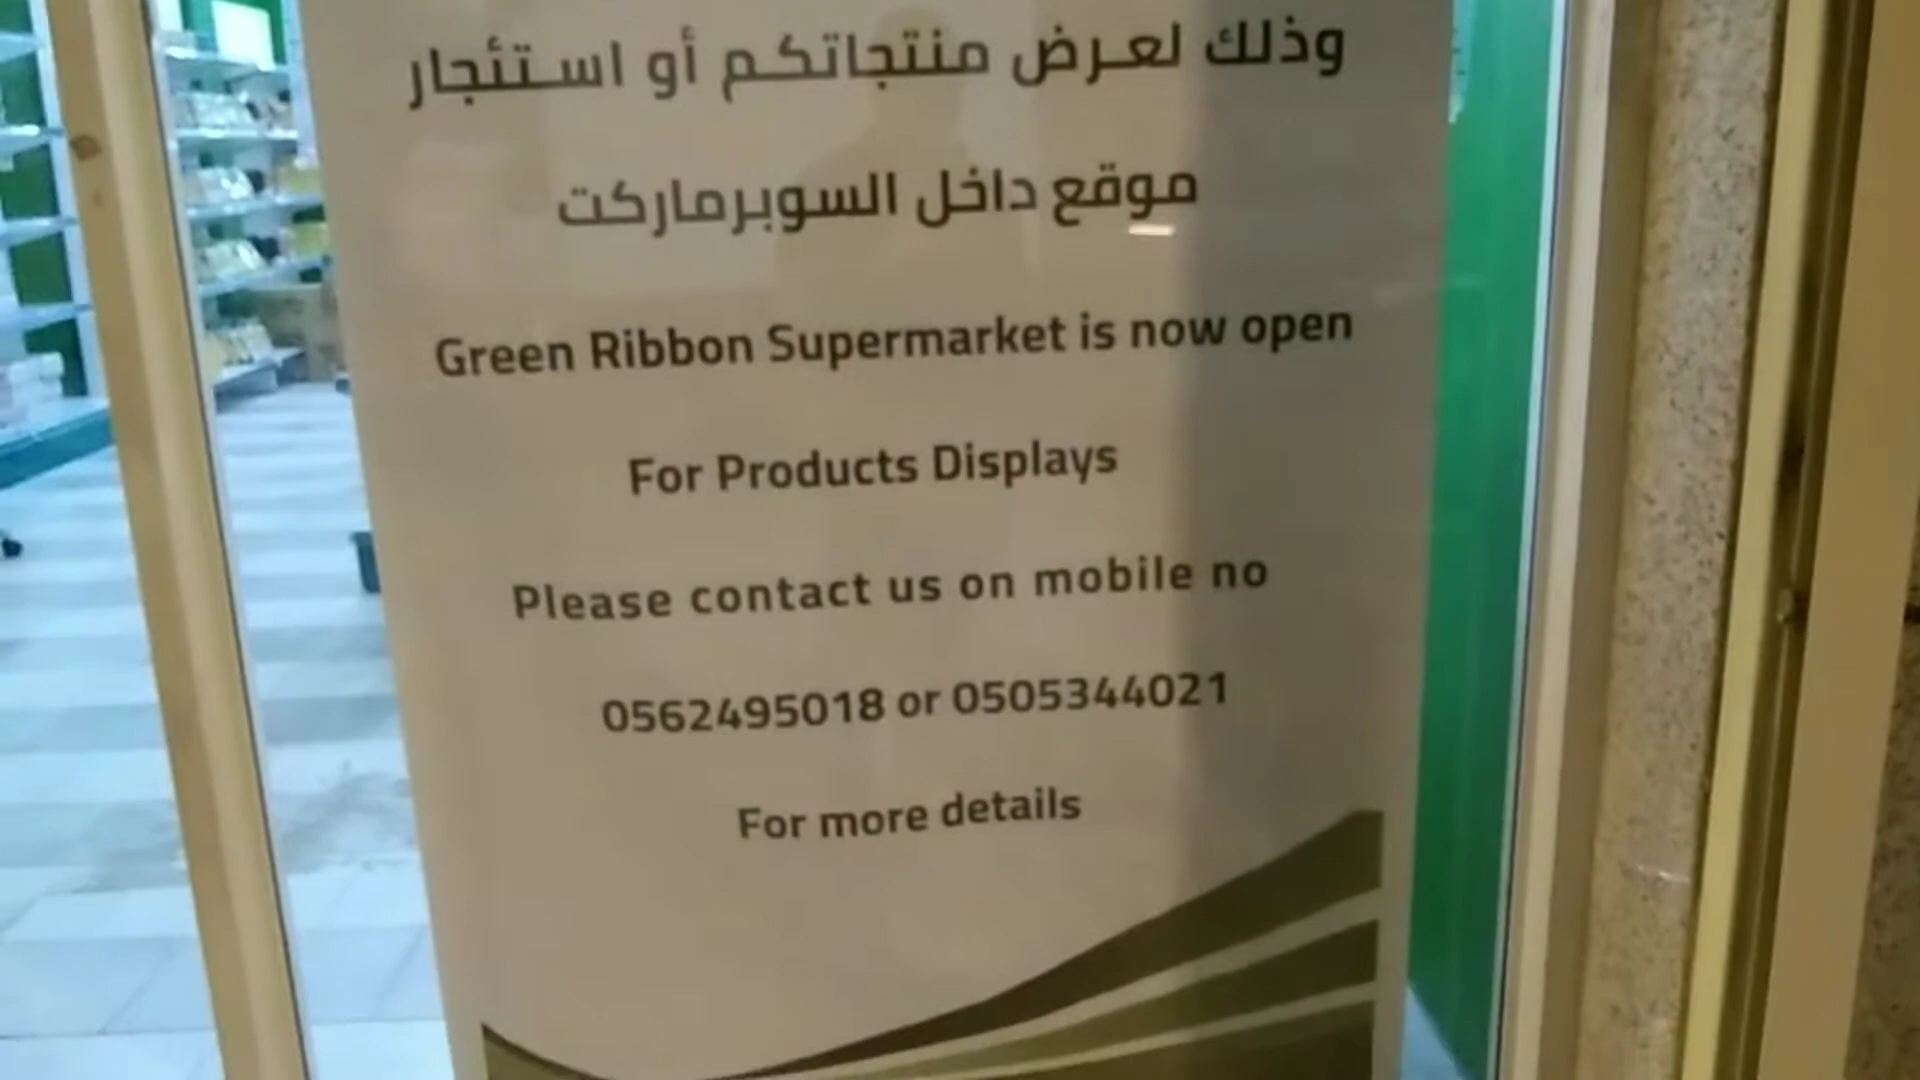 وذلك لعرض منتجاتكم أو استئجار
موقع داخل السوبرماركت
Green Ribbon Supermarket is now open
For Products Displays
Please contact us on mobile no
0562495018 or 0505344021
For more details